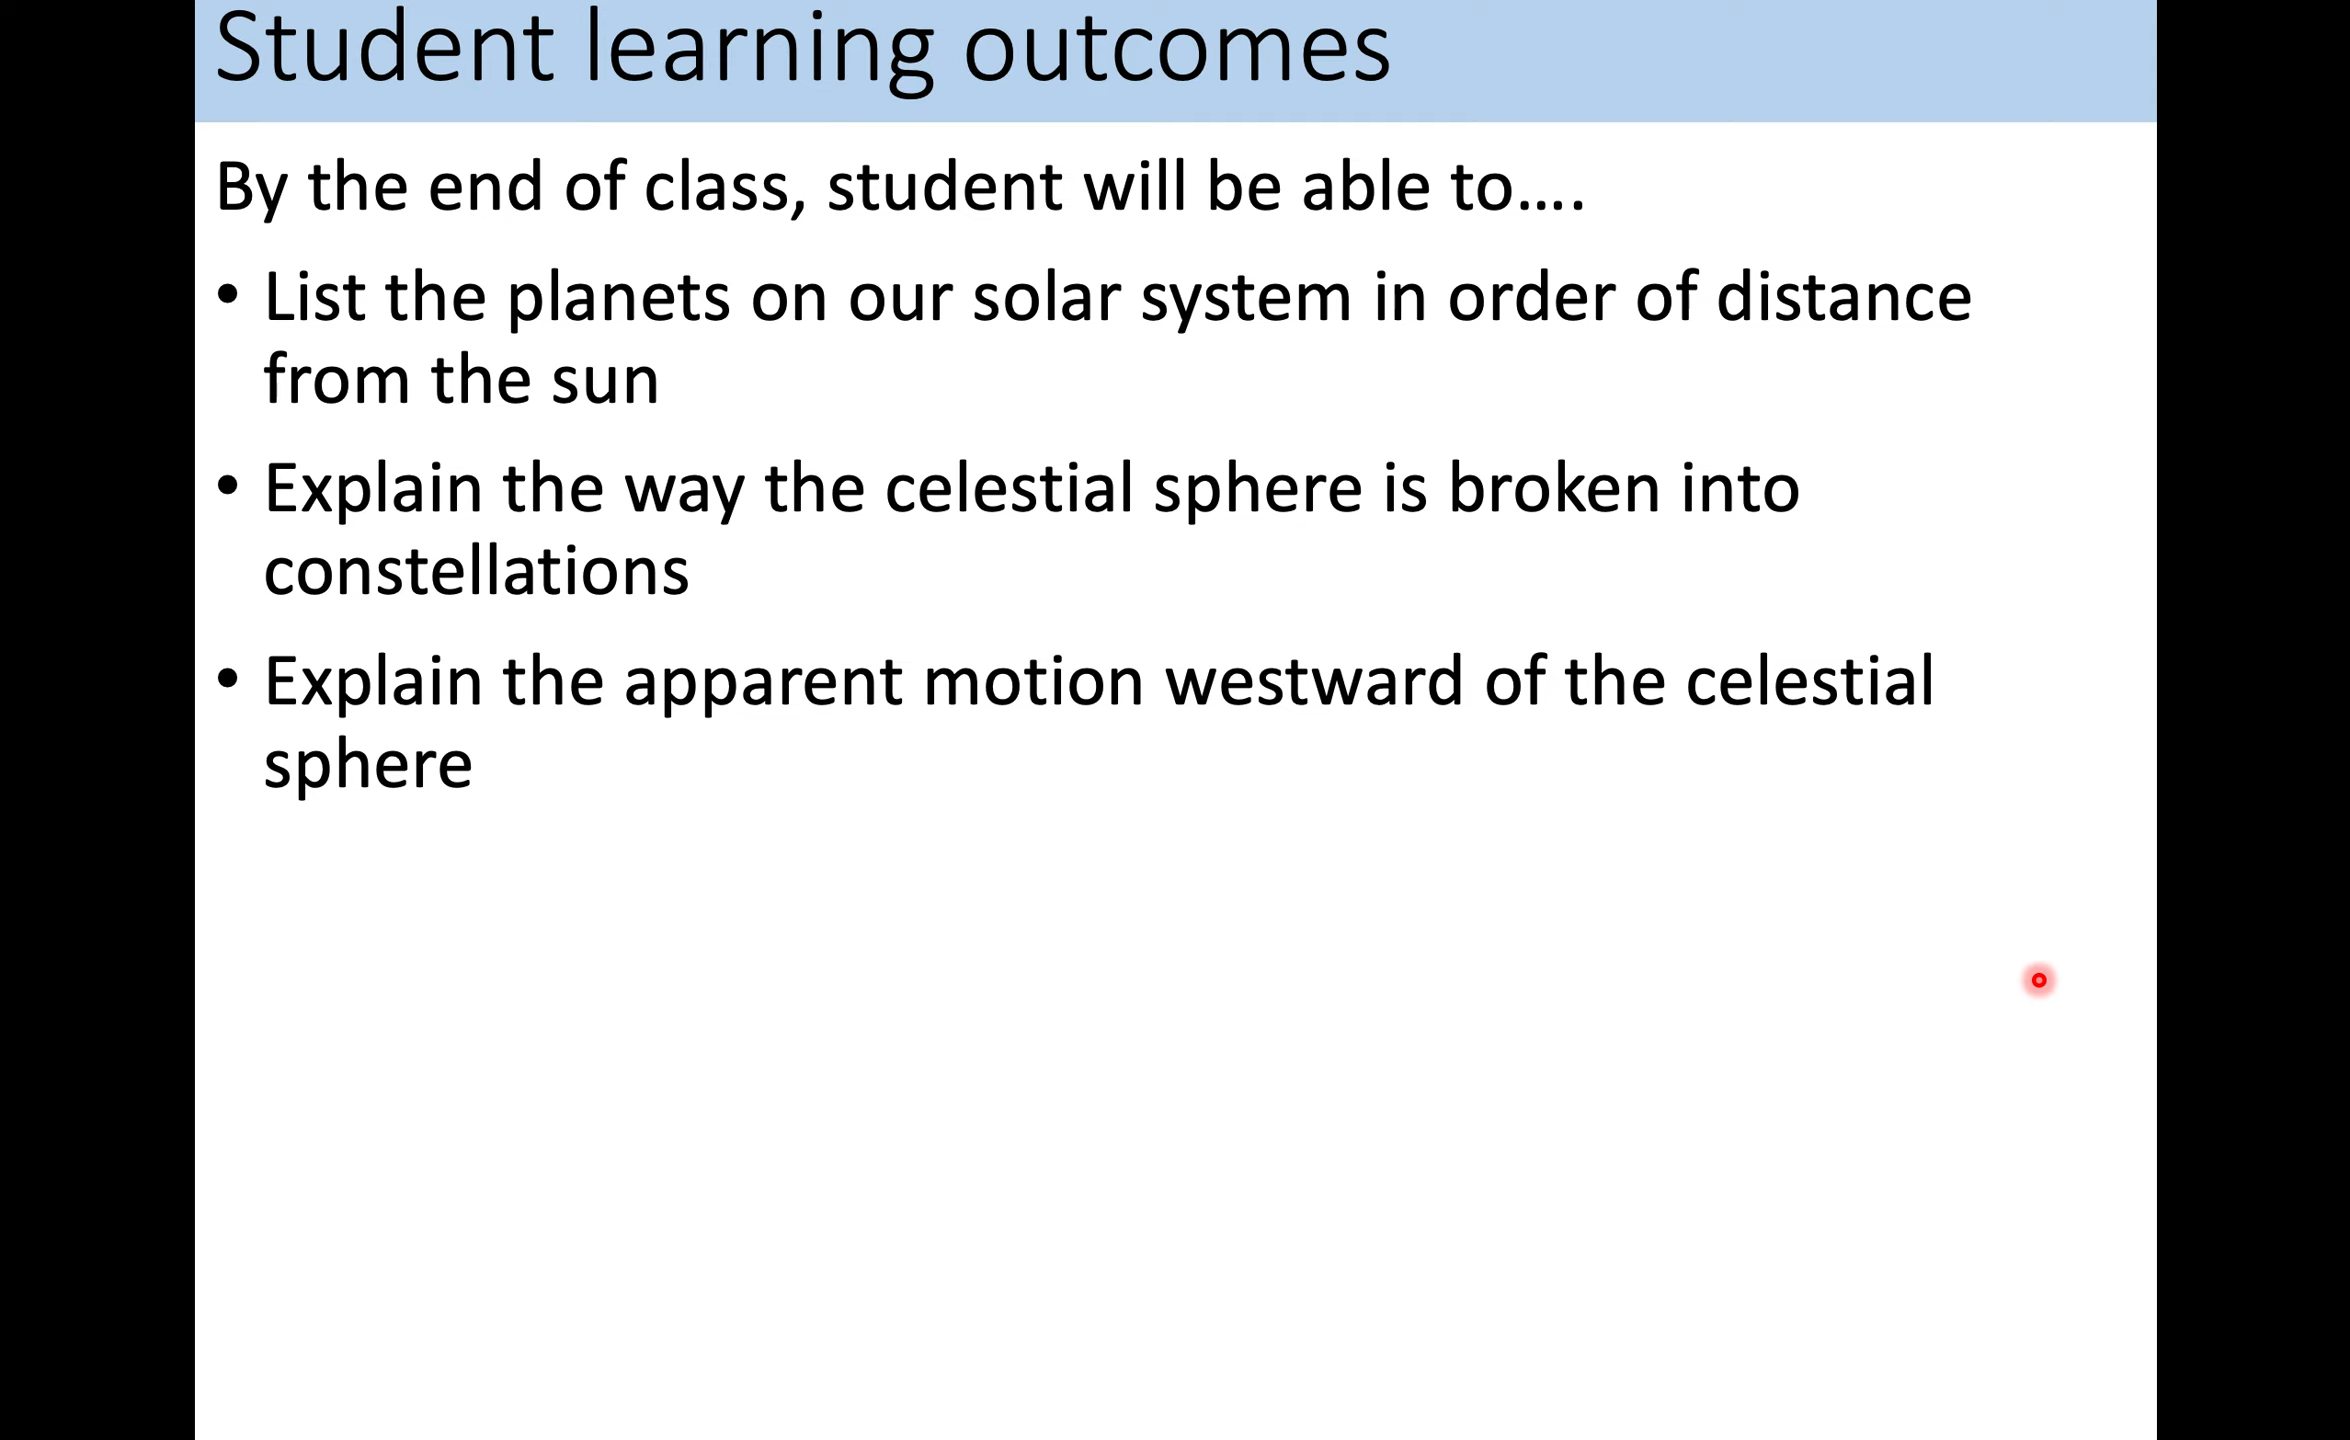 Student learning outcomes
By the end of class, student will be able to....
• List the planets on our solar system in order of distance
from the sun
• Explain the way the celestial sphere is broken into
constellations
• Explain the apparent motion westward of the celestial
sphere